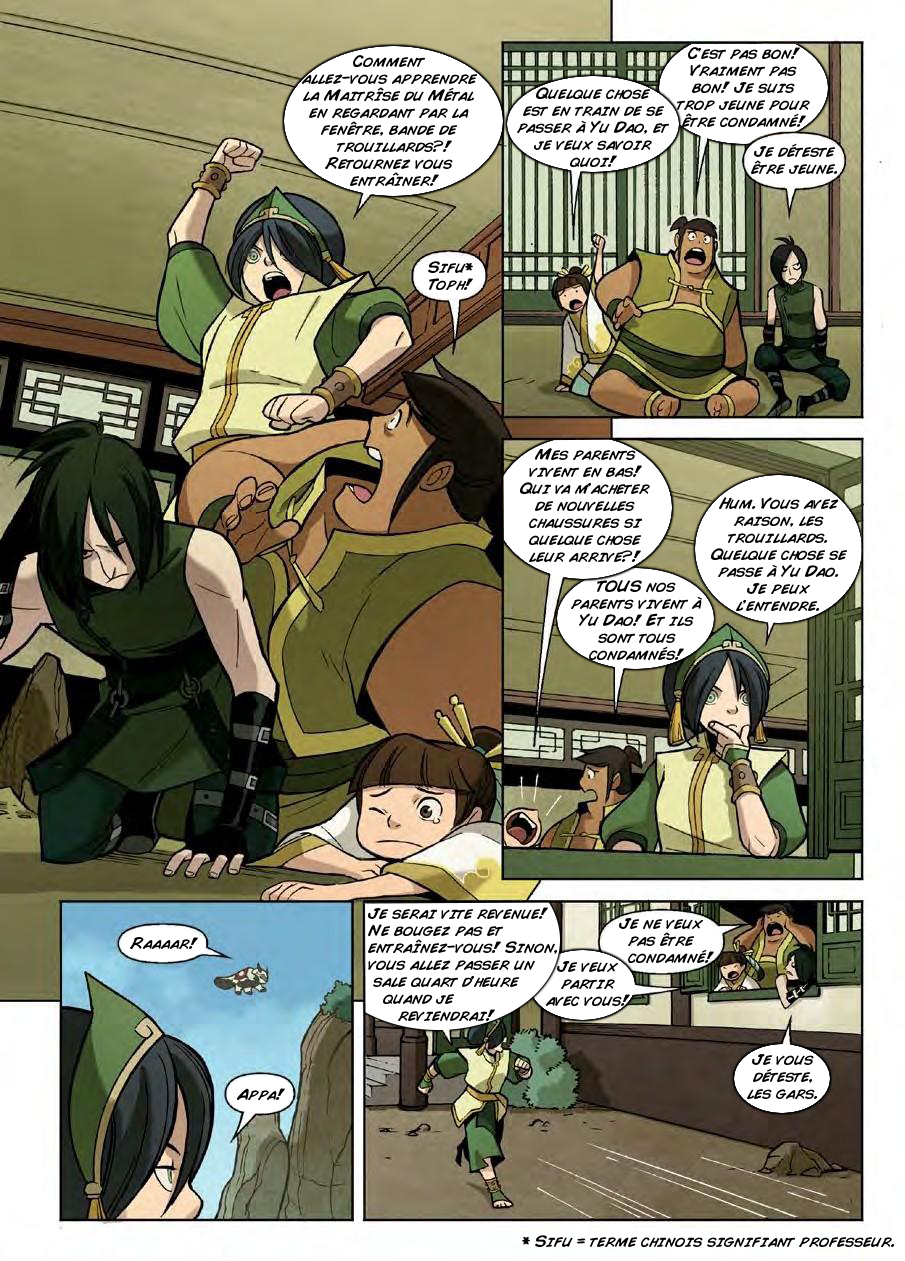 Comment
allez-vous apprendre
la Maitrîse du Métal
en regardant par la
fenêtre, bande de
trouillards?!
Retournez vous
entraîner!
Sifu*
Toph!
Quelque chose
est en train de se
passer à Yu Dao, et
je veux savoir
quoi!
C'est pas bon!
Vraiment pas
bon! Je suis
trop jeune pour
être condamné!
Je déteste
être jeune.
Mes parents
vivent en bas!
Qui va m'acheter
de nouvelles
chaussures si
quelque chose
leur arrive?!
TOUS nos
parents vivent à
Yu Dao! Et ils
sont tous
condamnés!
Hum. Vous avez
raison, les
trouillards.
Quelque chose se
passe à Yu Dao.
Je peux
l'entendre.
Raaaar!
Appa!
Je serai vite revenue!
Ne bougez pas et
entraînez-vous! Sinon,
vous allez passer un
sale quart d'heure
quand je
reviendrai!
Je ne veux
pas être
condamné!
Je veux
partir
avec vous!
Je vous
déteste,
les gars.
* Sifu = terme chinois signifiant professeur.